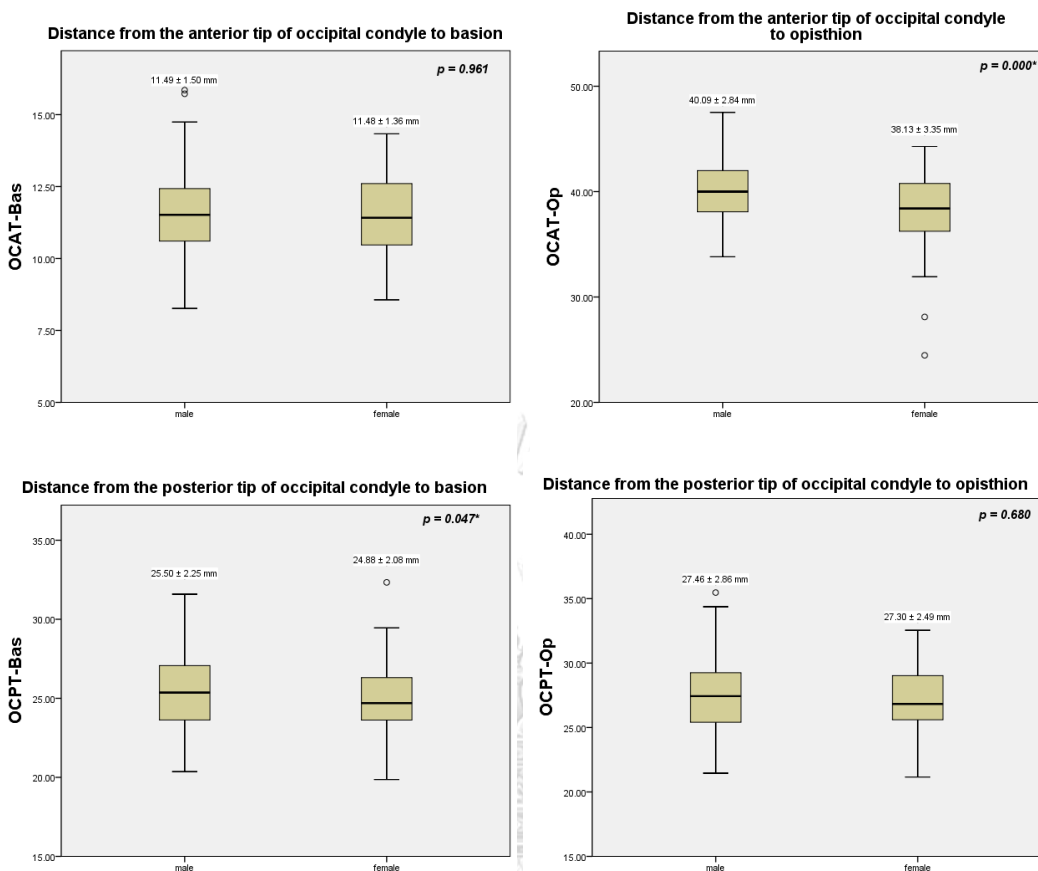 Distance from the anterior tip of occipital condyle to basion
p = 0.961
11.49 ± 1.50 mm
11.48 ± 1.36 mm
15.00
12.50
10.00
7.50
5.00
OCAT-Bas
male
female
Distance from the anterior tip of occipital condyle
to opisthion
p = 0.000*
40.09 ± 2.84 mm
38.13 ± 3.35 mm
50.00
40.00
30.00
20.00
OCAT-Op
male
female
Distance from the posterior tip of occipital condyle to basion
p = 0.047*
25.50 ± 2.25 mm
24.88 ± 2.08 mm
35.00
30.00
25.00
20.00
15.00
OCPT-Bas
male
female
Distance from the posterior tip of occipital condyle to opisthion
p = 0.680
27.46 ± 2.86 mm
27.30 ± 2.49 mm
40.00
35.00
30.00
25.00
20.00
15.00
OCPT-Op
male
female